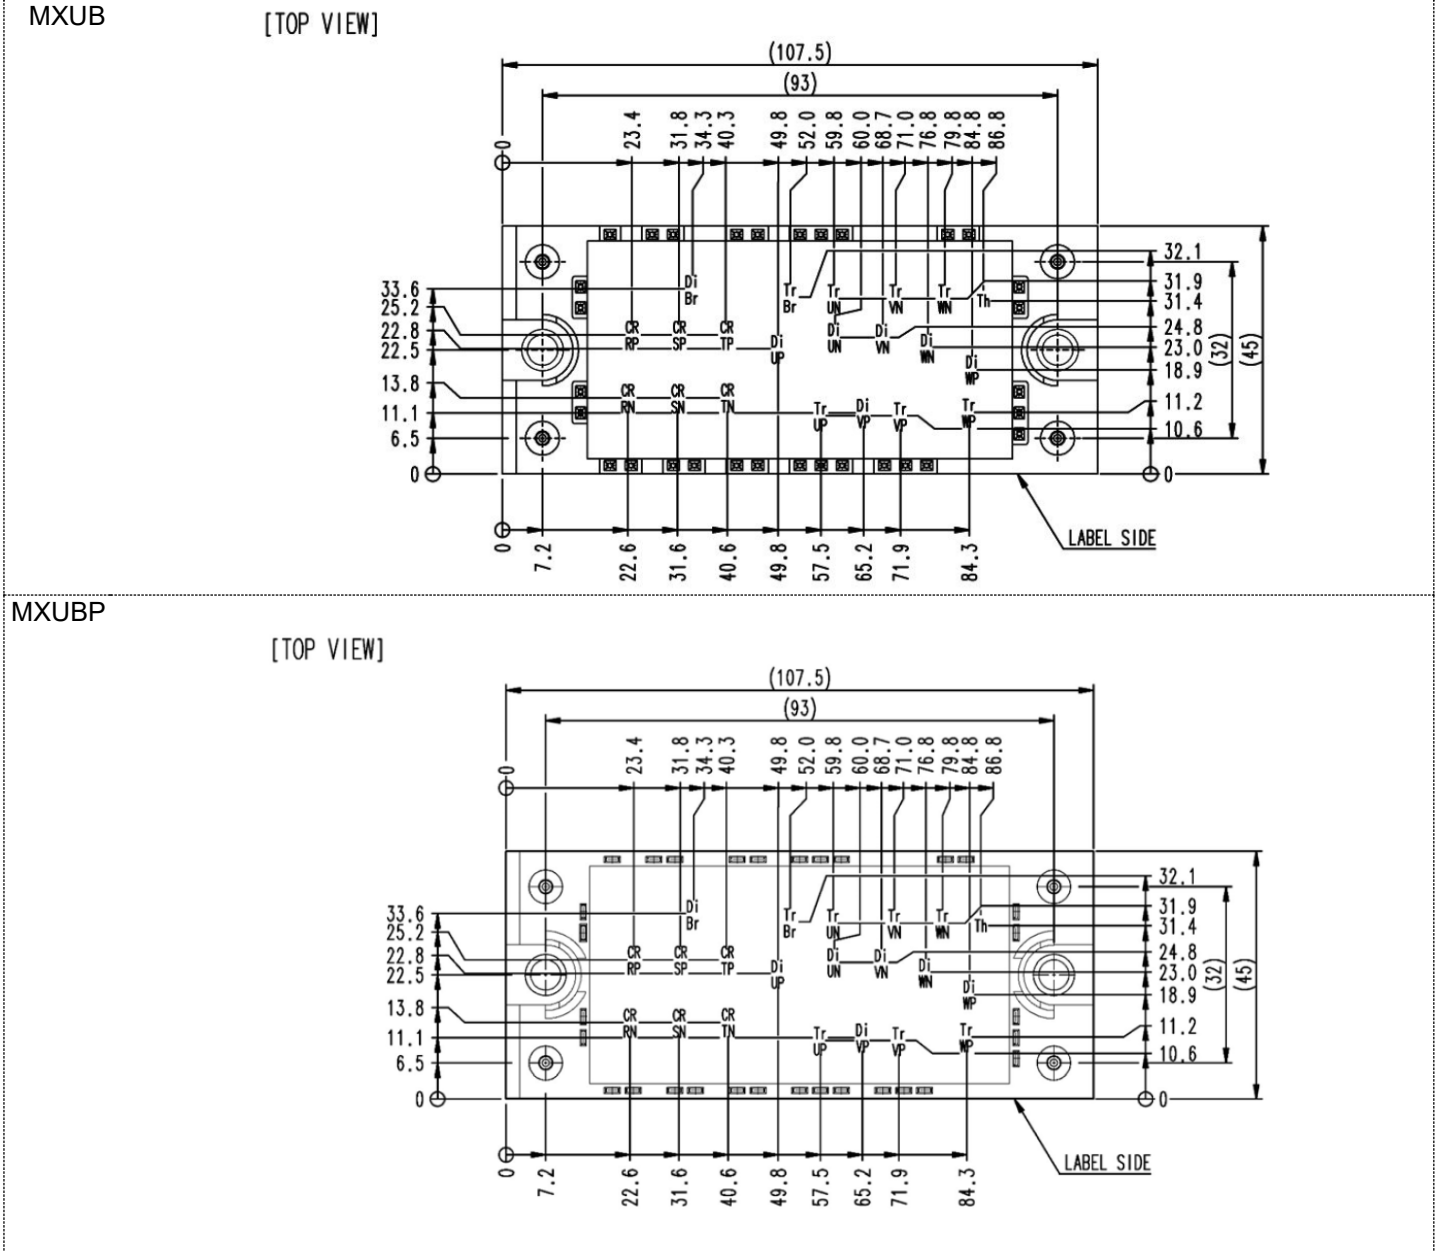 MXUB
[TOP VIEW]
(107.5)
(93)
0 23.4 31.8 34.3 40.3 49.8 52.0 59.8 60.0 68.7 71.0 76.8 79.8 84.8 86.8
33.6
25.2
22.8
22.5
13.8
11.1
6.5
0
Di Br
Tr Br
Tr UN
Tr VN
Tr WN
Th
CR RP
CR SP
CR TP
Di UP
Di UN
Di VN
Di WN
Di WP
CR RN
CR SN
CR TN
Tr UP
Di VP
Tr VP
Tr WP
32.1
31.9
31.4
24.8
23.0
18.9
11.2
10.6
0
(32)
(45)
LABEL SIDE
0 7.2 22.6 31.6 40.6 49.8 57.5 65.2 71.9 84.3
MXUBP
[TOP VIEW]
(107.5)
(93)
0 23.4 31.8 34.3 40.3 49.8 52.0 59.8 60.0 68.7 71.0 76.8 79.8 84.8 86.8
33.6
25.2
22.8
22.5
13.8
11.1
6.5
0
Di Br
Tr Br
Tr UN
Tr VN
Tr WN
Th
CR RP
CR SP
CR TP
Di UP
Di UN
Di VN
Di WN
Di WP
CR RN
CR SN
CR TN
Tr UP
Di VP
Tr VP
Tr WP
32.1
31.9
31.4
24.8
23.0
18.9
11.2
10.6
0
(32)
(45)
LABEL SIDE
0 7.2 22.6 31.6 40.6 49.8 57.5 65.2 71.9 84.3